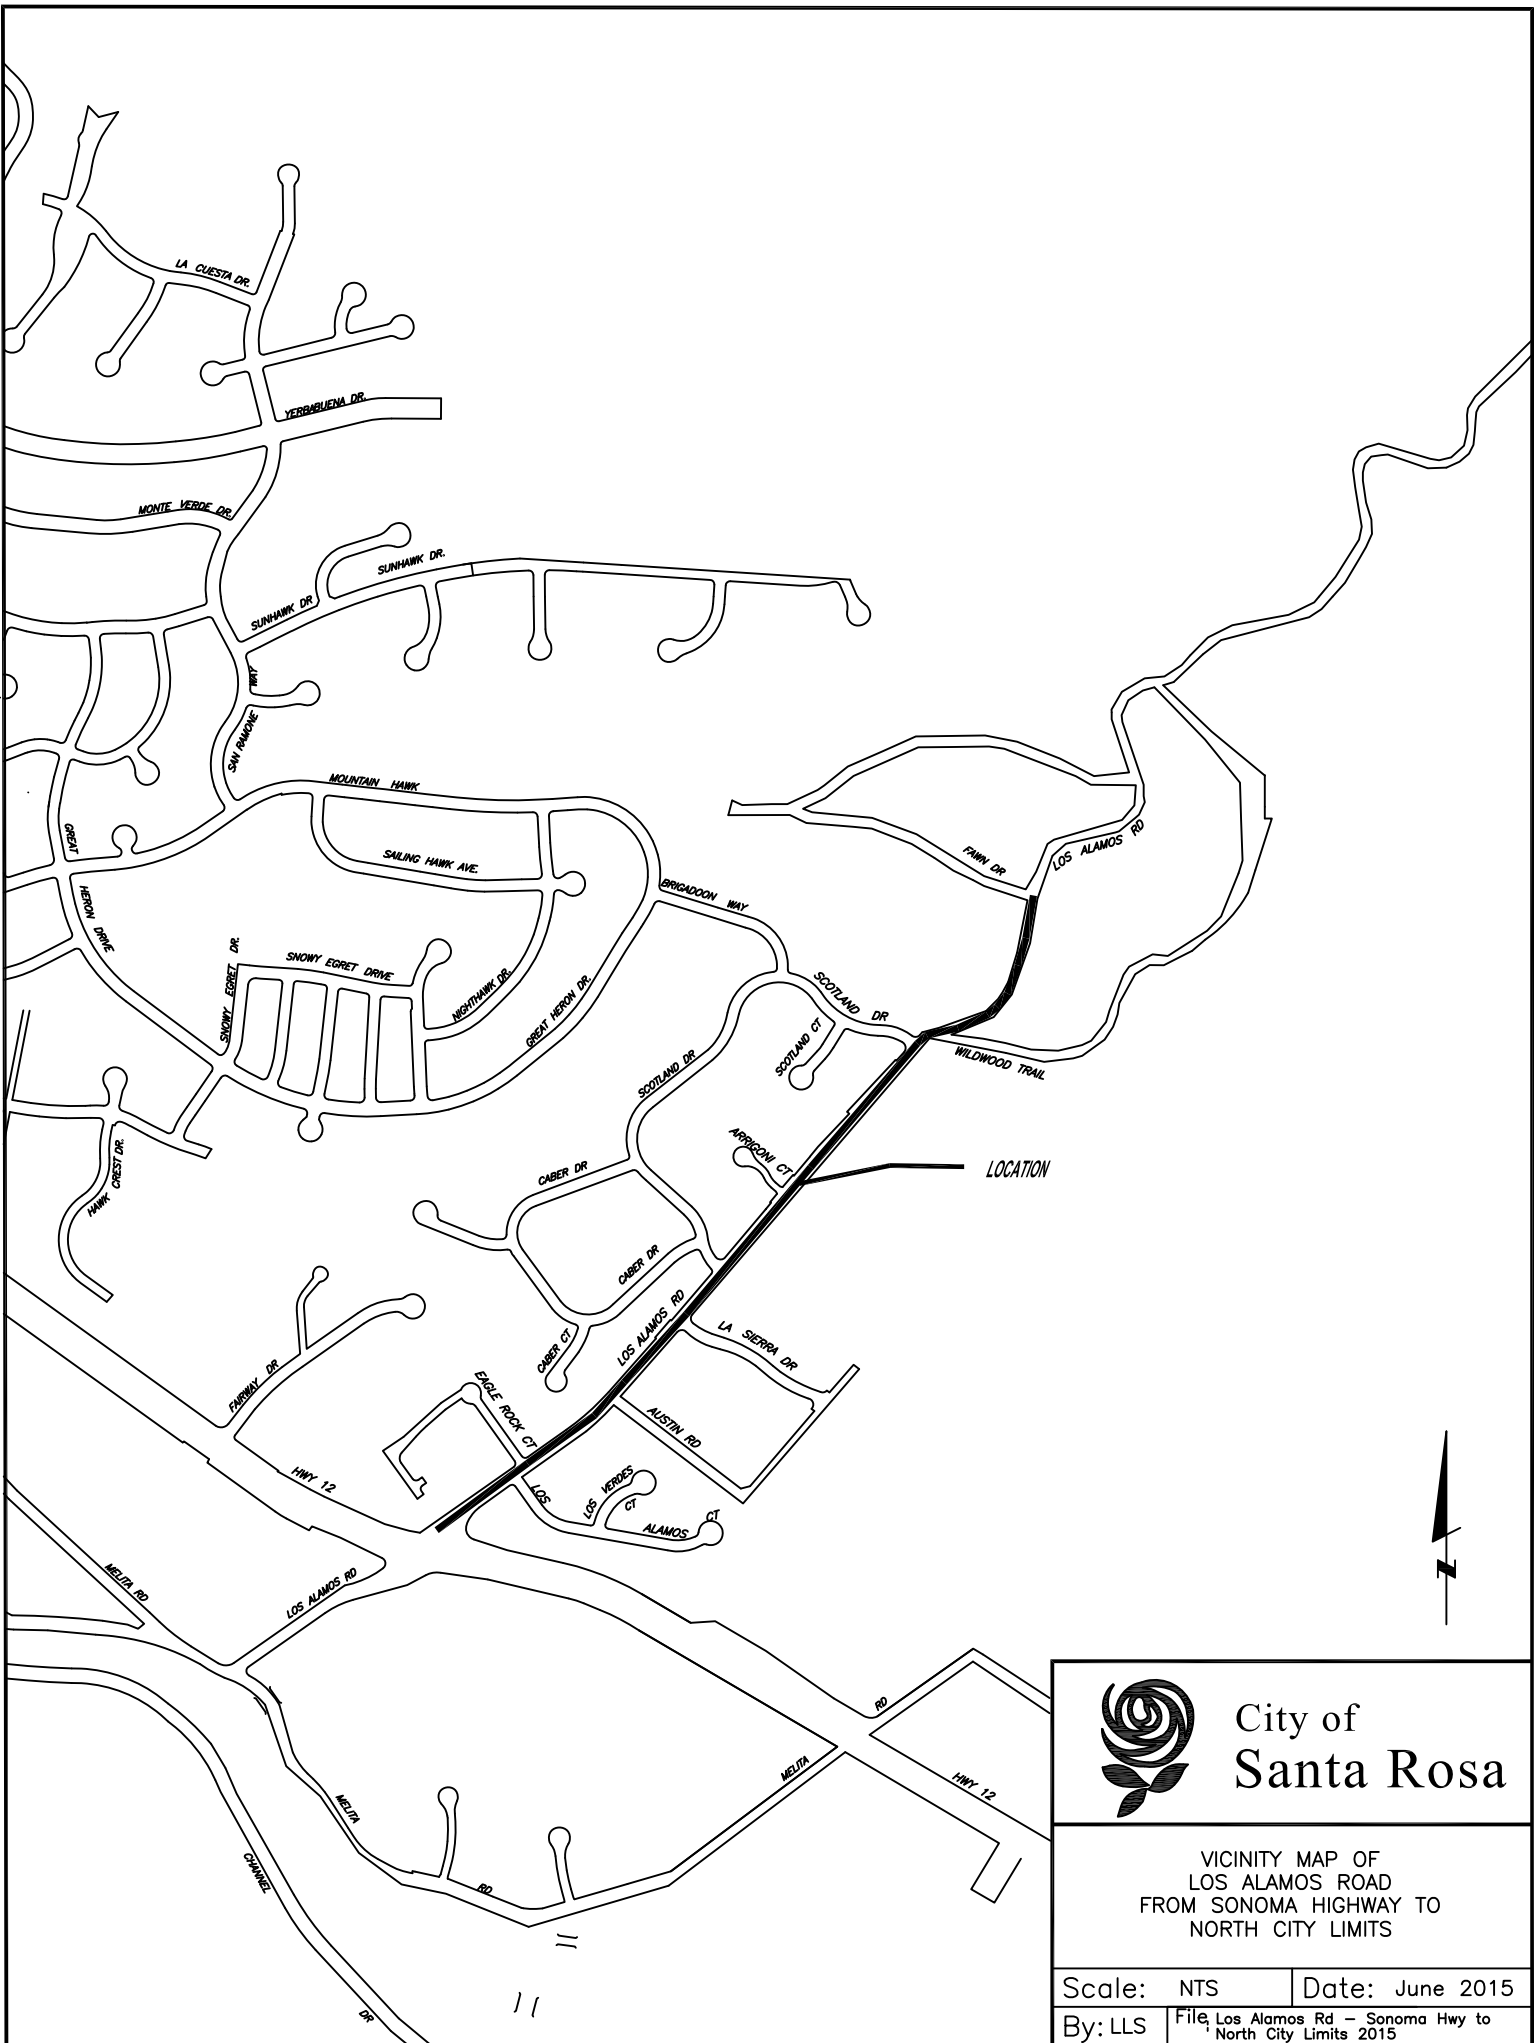 LA CUESTA DR.
YERBABUENA DR.
MONTE VERDE DR.
SUNHAWK DR.
SUNHAWK DR
SAN RAMONE WAY
MOUNTAIN HAWK
GREAT HERON DRIVE
SAILING HAWK AVE.
FAWN DR
LOS ALAMOS RD
BRIGADOON WAY
SNOWY EGRET DR.
SNOWY EGRET DRIVE
NIGHTHAWK DR.
GREAT HERON DR.
SCOTLAND DR
SCOTLAND CT
SCOTLAND DR
WILDWOOD TRAIL
ARRIGONI CT
LOCATION
HAWK CREST DR.
CABER DR
CABER DR
CABER CT
LOS ALAMOS RD
LA SIERRA DR
FAIRWAY DR
EAGLE ROCK CT
AUSTIN RD
HWY 12
LOS ALAMOS CT
LOS VERDES CT
MELITA RD
LOS ALAMOS RD
N
RD
MELITA
HWY 12
MELITA RD
CHANNEL DR
City of
Santa Rosa
VICINITY MAP OF
LOS ALAMOS ROAD
FROM SONOMA HIGHWAY TO
NORTH CITY LIMITS
Scale: NTS
Date: June 2015
By: LLS
File: Los Alamos Rd - Sonoma Hwy to
North City Limits 2015